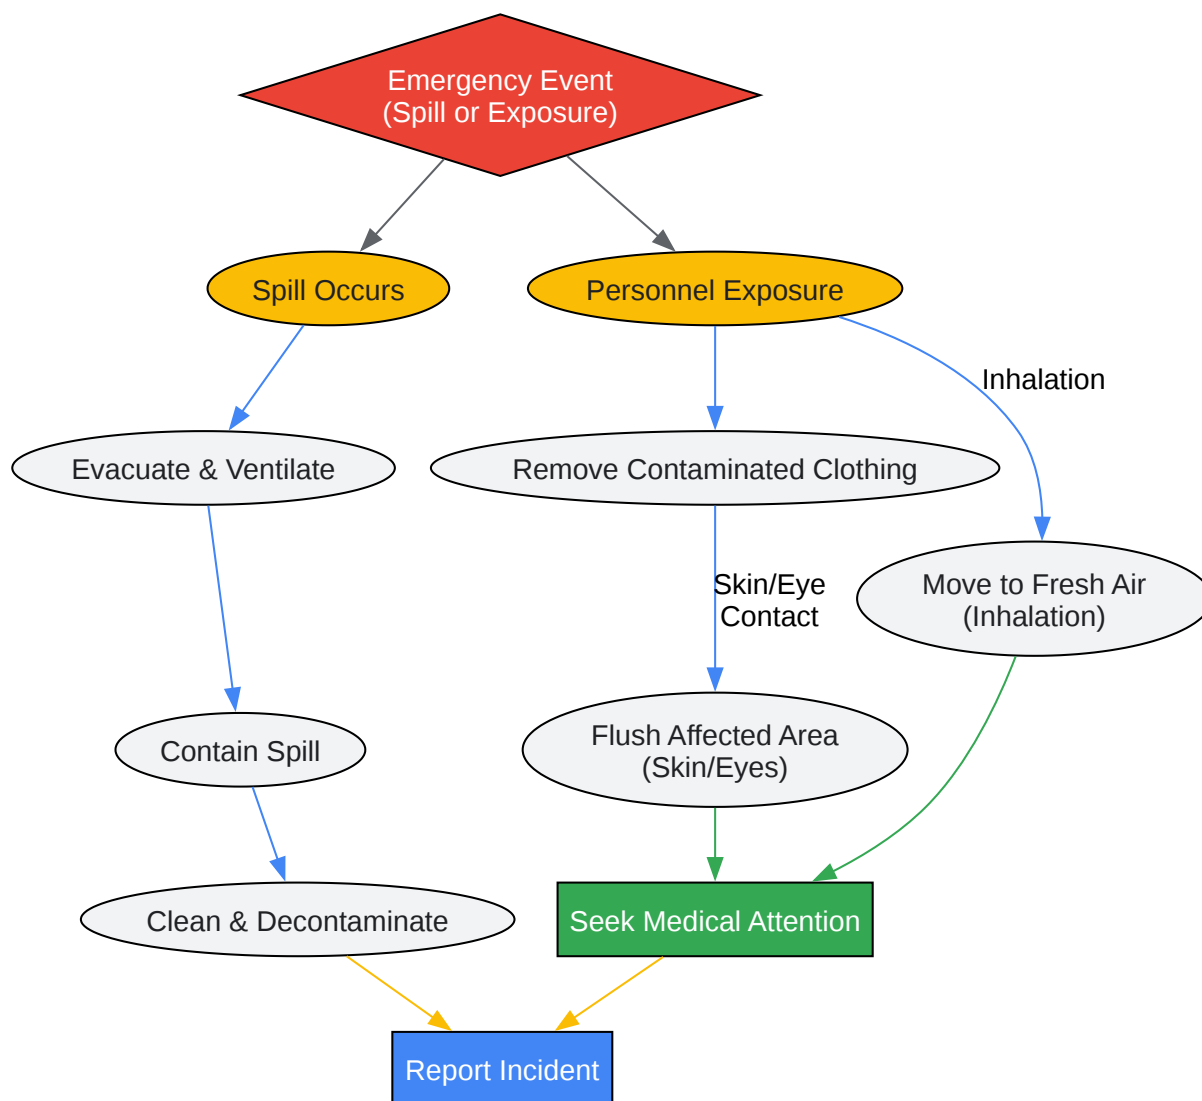 Emergency Event
(Spill or Exposure)
Spill Occurs
Personnel Exposure
Inhalation
Evacuate & Ventilate
Remove Contaminated Clothing
Skin/Eye
Contact
Move to Fresh Air
(Inhalation)
Contain Spill
Flush Affected Area
(Skin/Eyes)
Clean & Decontaminate
Seek Medical Attention
Report Incident